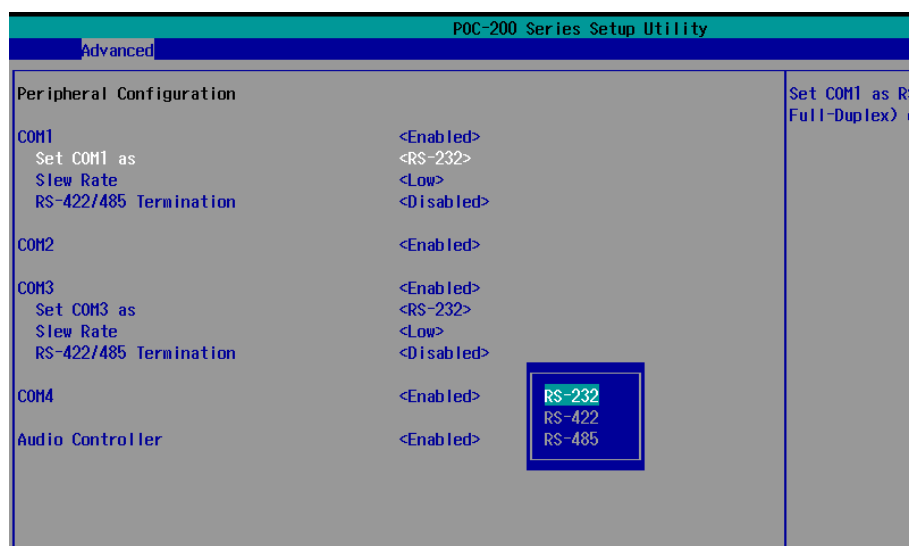 POC-200 Series Setup Utility
Advanced
Peripheral Configuration
Set COM1 as
Full-Duplex)
COM1 <Enabled>
Set COM1 as <RS-232>
Slew Rate <Low>
RS-422/485 Termination <Disabled>
COM2 <Enabled>
COM3 <Enabled>
Set COM3 as <RS-232>
Slew Rate <Low>
RS-422/485 Termination <Disabled>
COM4 <Enabled>
Audio Controller <Enabled>
RS-232
RS-422
RS-485